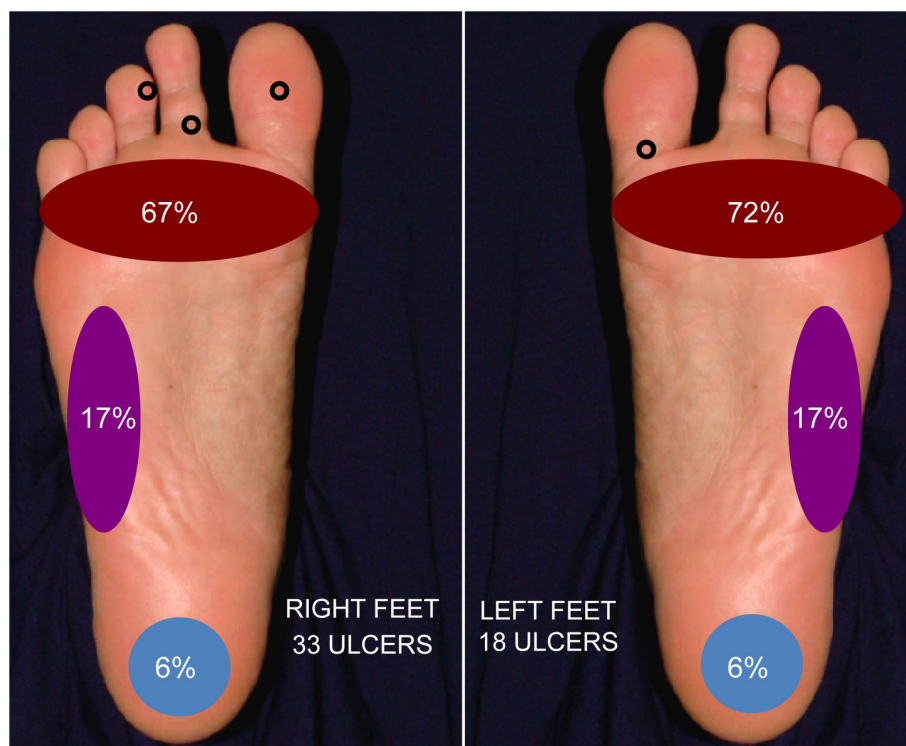 67%
72%
17%
17%
RIGHT FEET
33 ULCERS
LEFT FEET
18 ULCERS
6%
6%